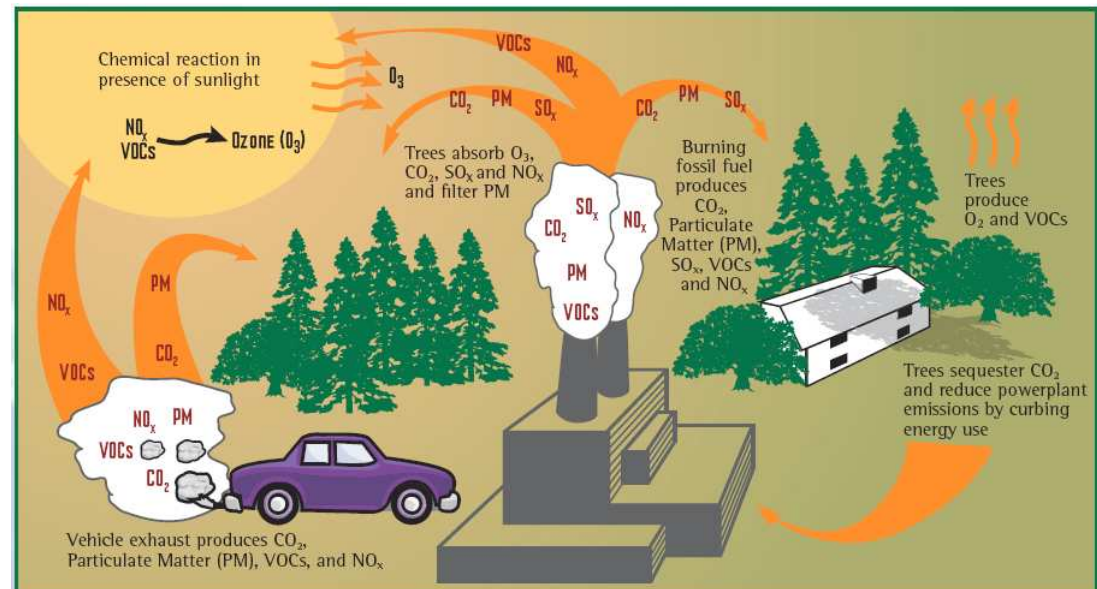 Chemical reaction in
presence of sunlight
NOₓ
VOCs
Ozone (O₃)
O₃
VOCs
NOₓ
CO₂ PM SOₓ
CO₂ PM SOₓ
Trees absorb O₃,
CO₂, SOₓ and NOₓ
and filter PM
Burning
fossil fuel
produces
CO₂,
Particulate
Matter (PM),
SOₓ, VOCs
and NOₓ
Trees
produce
O₂ and VOCs
SOₓ
CO₂
PM
VOCs
NOₓ
NOₓ
VOCs
PM
CO₂
NOₓ PM
VOCs
CO₂
Trees sequester CO₂
and reduce powerplant
emissions by curbing
energy use
Vehicle exhaust produces CO₂,
Particulate Matter (PM), VOCs, and NOₓ